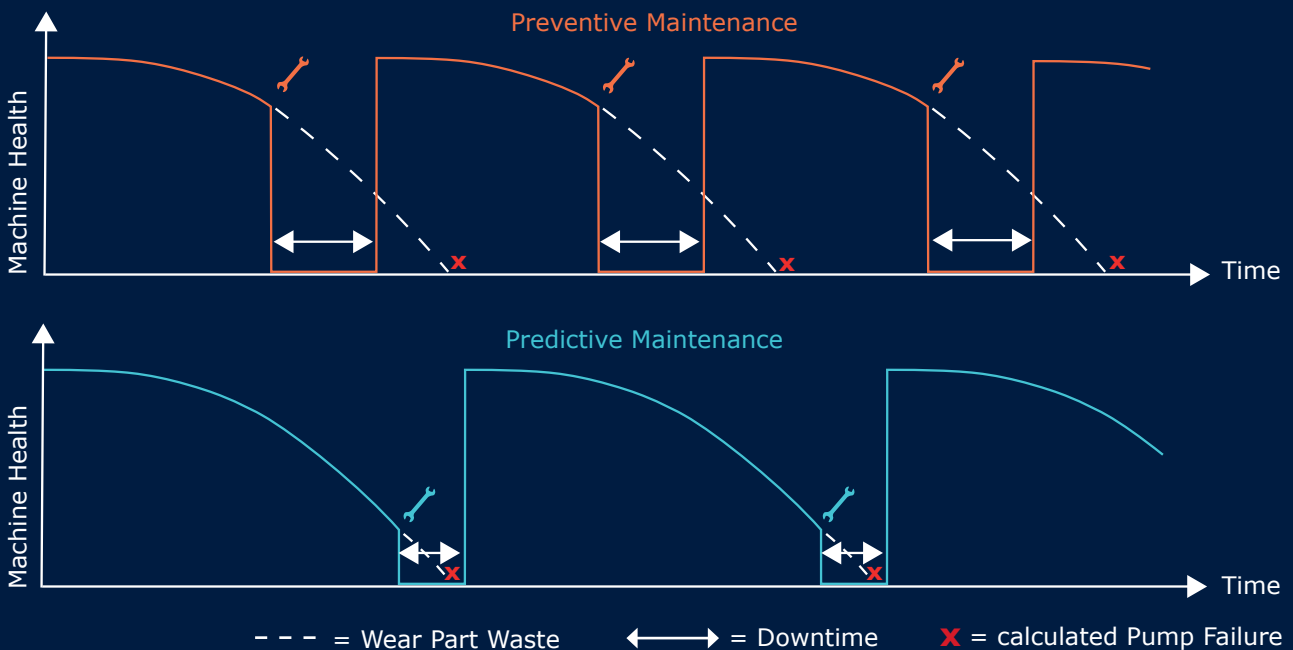 Preventive Maintenance
Machine Health
x
x
x
Time
Predictive Maintenance
Machine Health
x
x
Time
= Wear Part Waste
= Downtime
x = calculated Pump Failure